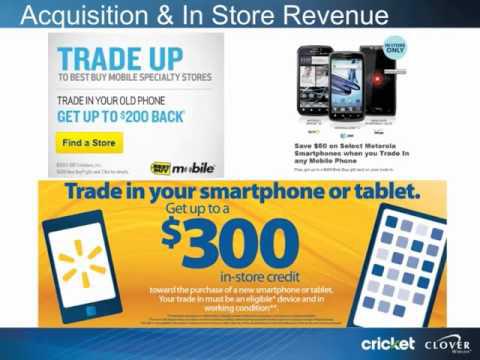 Acquisition & In Store Revenue
TRADE UP
TO BEST BUY MOBILE SPECIALTY STORES
TRADE IN YOUR OLD PHONE
GET UP TO $200 BACK*
Find a Store
BEST BUY
mobile
IN STORE
ONLY
Save $60 on Select Motorola
Smartphones when you Trade In
any Mobile Phone
Trade in your smartphone or tablet.
Get up to a
$300
in-store credit
toward the purchase of a new smartphone or tablet.
Your trade in must be an eligible* device and in
working condition**.
cricket
CLOVER
WIRELESS